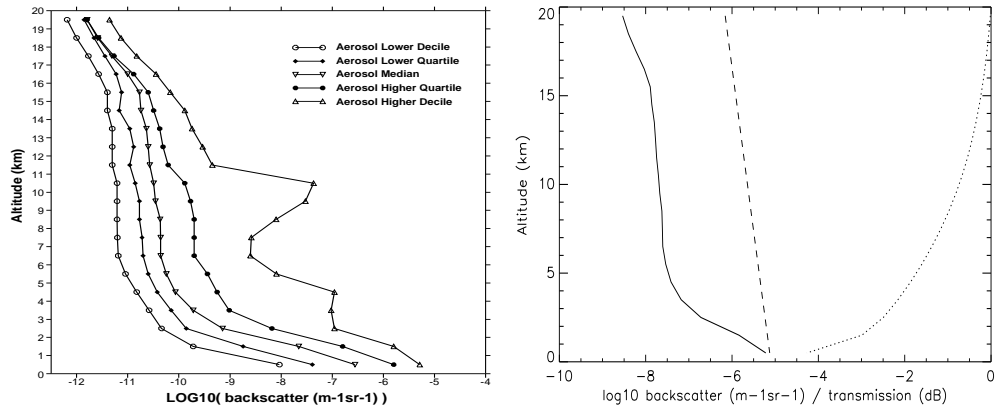 20
19
18
17
16
15
14
13
12
11
10
9
8
7
6
5
4
3
2
1
0
Altitude (km)
Aerosol Lower Decile
Aerosol Lower Quartile
Aerosol Median
Aerosol Higher Quartile
Aerosol Higher Decile
-12 -11 -10 -9 -8 -7 -6 -5 -4
LOG10( backscatter (m-1sr-1) )
20
15
10
5
0
Altitude (km)
-10 -8 -6 -4 -2 0
log10 backscatter (m-1sr-1) / transmission (dB)